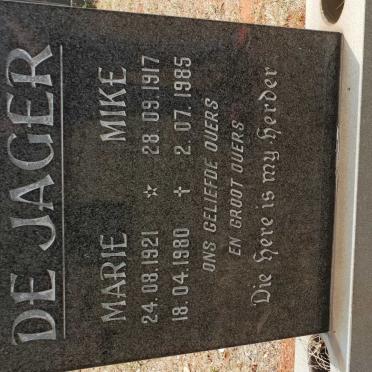 DE JAGER
MARIE MIKE
24.08.1921 ☆ 28.09.1917
18.04.1980 ✝ 2.07.1985
ONS GELIEFDE OUERS
EN GROOT OUERS
Die Here is my Herder